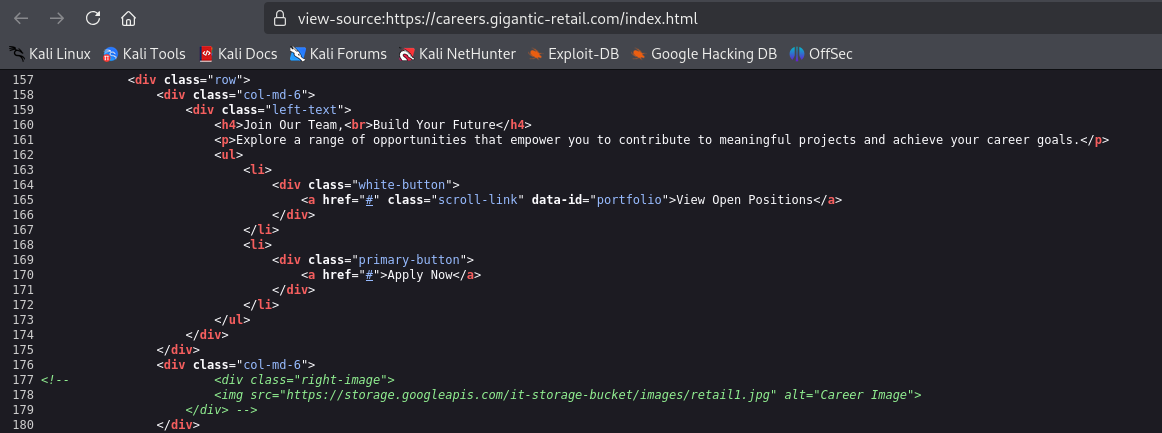 view-source:https://careers.gigantic-retail.com/index.html
Kali Linux Kali Tools Kali Docs Kali Forums Kali NetHunter Exploit-DB Google Hacking DB OffSec
157 <div class="row">
158 <div class="col-md-6">
159 <div class="left-text">
160 <h4>Join Our Team,<br>Build Your Future</h4>
161 <p>Explore a range of opportunities that empower you to contribute to meaningful projects and achieve your career goals.</p>
162 <ul>
163 <li>
164 <div class="white-button">
165 <a href="#" class="scroll-link" data-id="portfolio">View Open Positions</a>
166 </div>
167 </li>
168 <li>
169 <div class="primary-button">
170 <a href="#">Apply Now</a>
171 </div>
172 </li>
173 </ul>
174 </div>
175 </div>
176 <div class="col-md-6">
177 <!-- <div class="right-image">
178 <img src="https://storage.googleapis.com/it-storage-bucket/images/retail1.jpg" alt="Career Image">
179 </div> -->
180 </div>